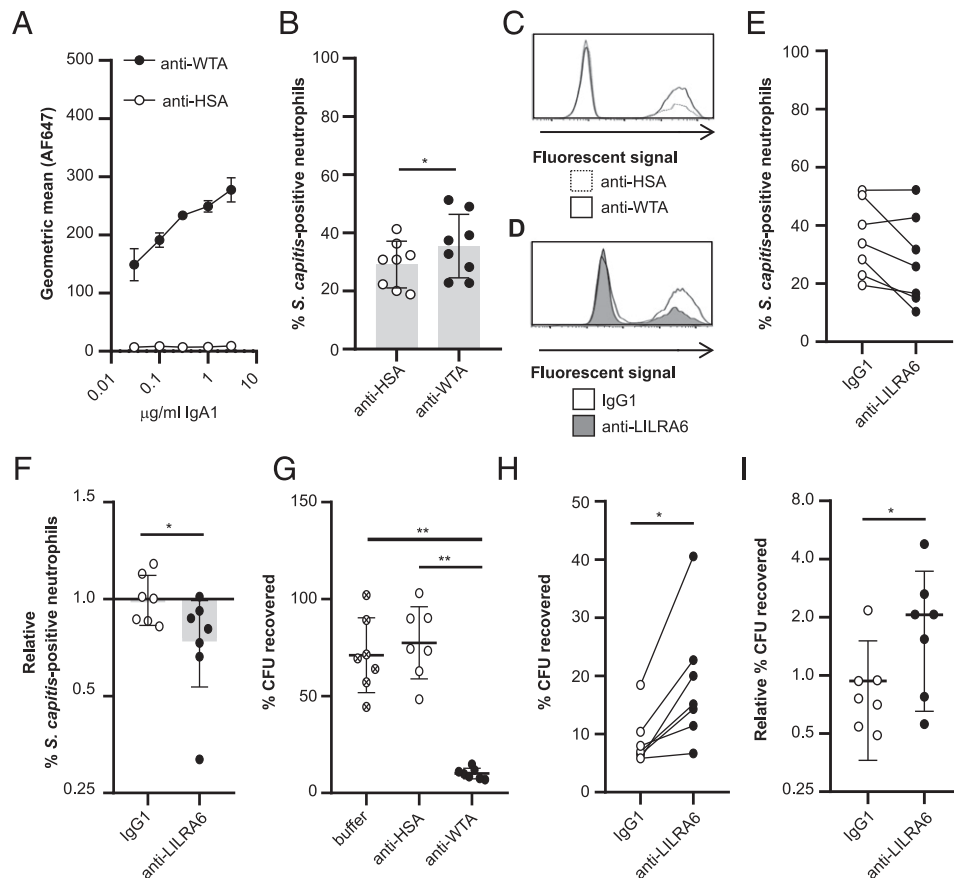 A
Geometric mean (AF647)
500
400
300
200
100
0
0.01
0.1
1
10
µg/ml IgA1
anti-WTA
anti-HSA
B
% S. capitis-positive neutrophils
100
80
60
40
20
0
*
anti-HSA
anti-WTA
C
Fluorescent signal
anti-HSA
anti-WTA
D
Fluorescent signal
IgG1
anti-LILRA6
E
% S. capitis-positive neutrophils
100
80
60
40
20
0
IgG1
anti-LILRA6
F
Relative
% S. capitis-positive neutrophils
1.5
1.0
0.5
0.25
*
IgG1
anti-LILRA6
G
% CFU recovered
150
100
50
0
**
**
buffer
anti-HSA
anti-WTA
H
% CFU recovered
50
40
30
20
10
0
*
IgG1
anti-LILRA6
I
Relative % CFU recovered
8.0
4.0
2.0
1.0
0.5
0.25
*
IgG1
anti-LILRA6